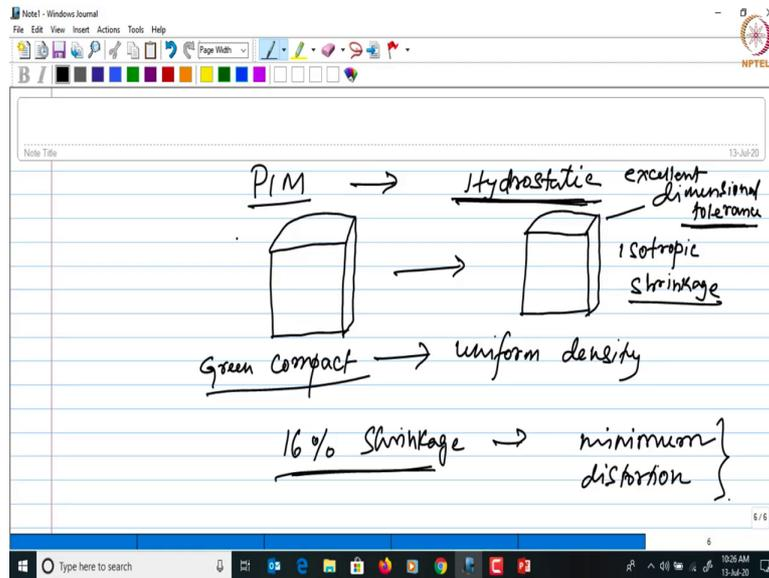 Note1 - Windows Journal
File Edit View Insert Actions Tools Help
Page Width
B I
NPTEL
Note Title
13-Jul-20
PIM → Hydrostatic
excellent
dimensional
tolerance
isotropic
shrinkage
Green Compact → uniform density
16% Shrinkage → minimum
distortion
6/6
6
Type here to search
10:26 AM
13-Jul-20